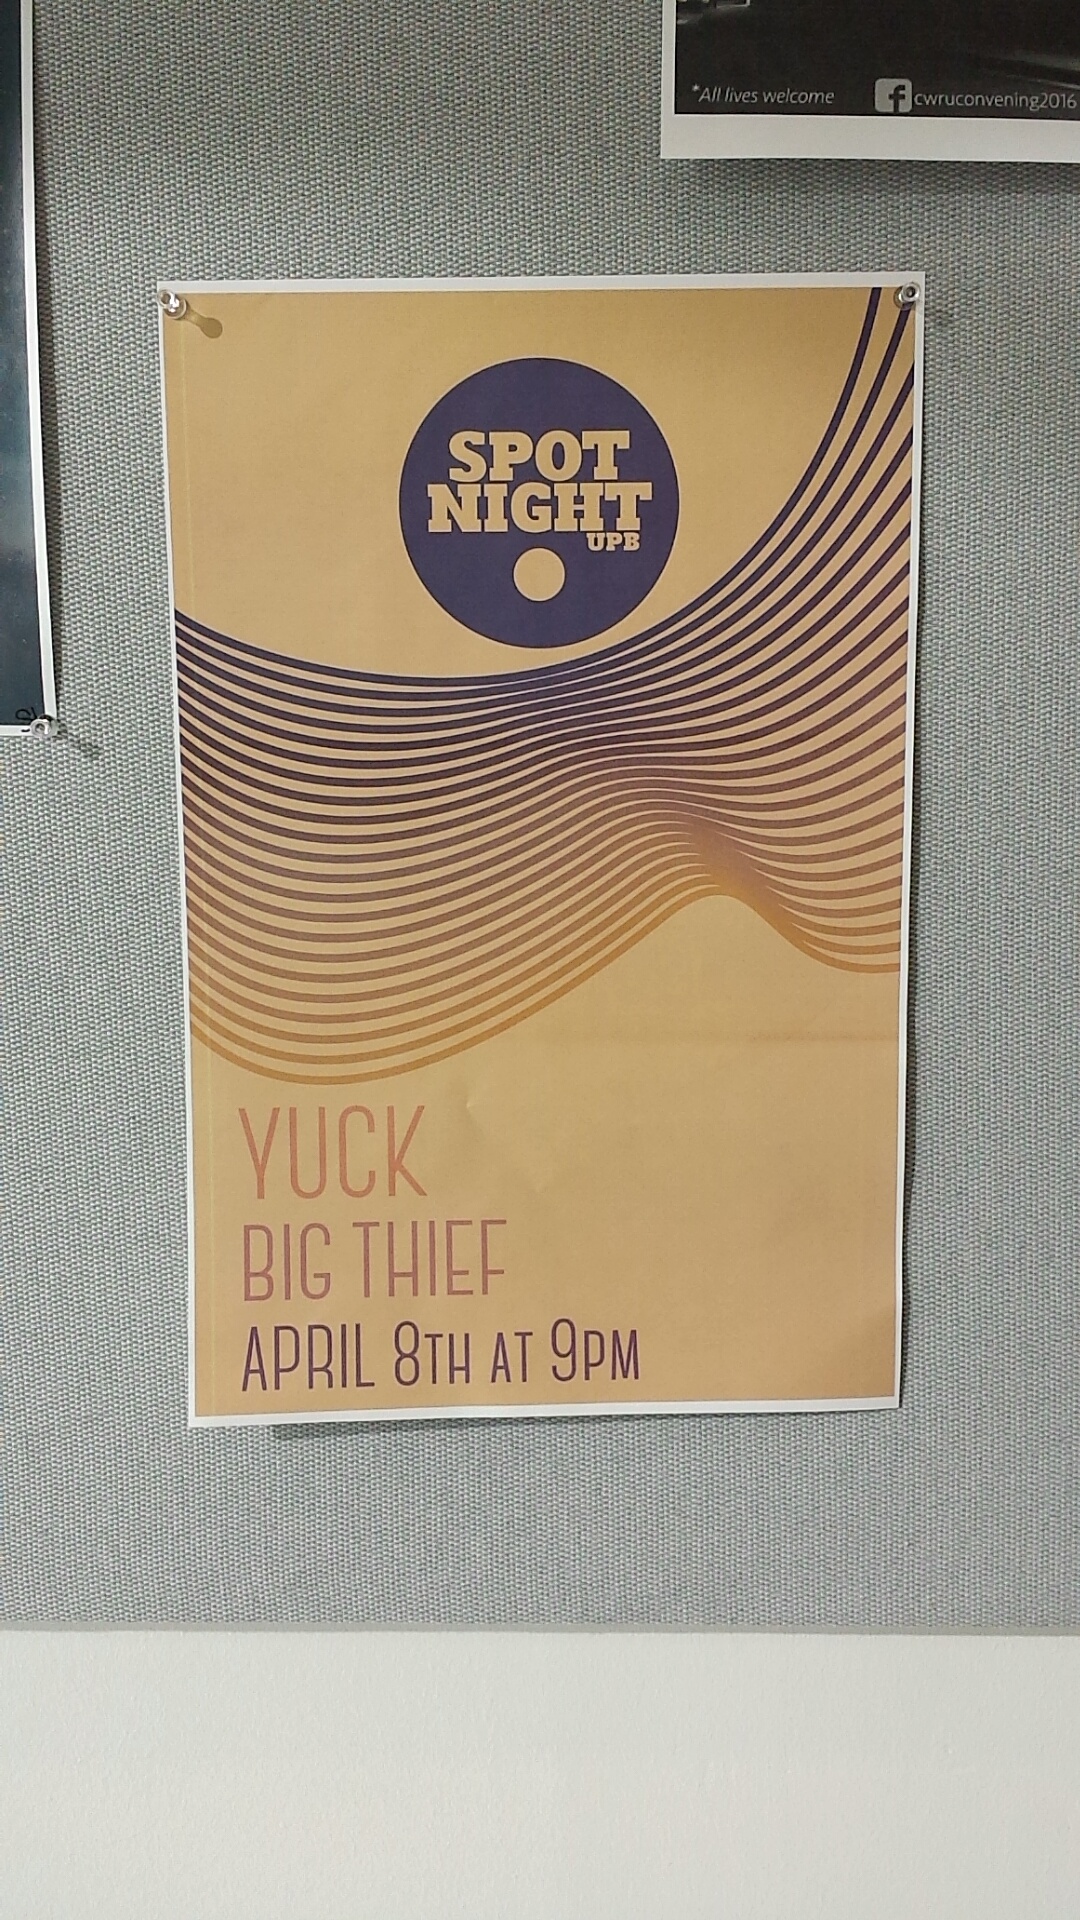 *All lives welcome
cwruconvening2016
SPOT
NIGHT
UPB
YUCK
BIG THIEF
APRIL 8TH AT 9PM